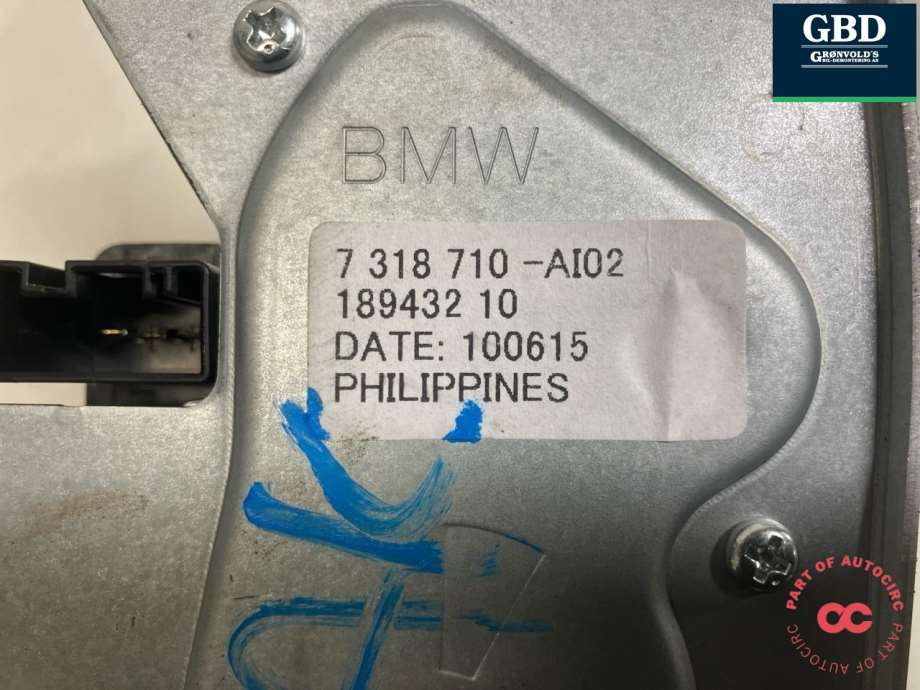 GBD
GRØNVOLD'S
BIL-DEMONTERING AS
BMW
7 318 710 -AI02
189432 10
DATE: 100615
PHILIPPINES
PART OF AUTOCIRC
PART OF AUTOCIRC